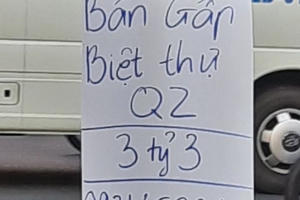 Bán Gấp
Biệt thự
Q2
3 tỷ 3